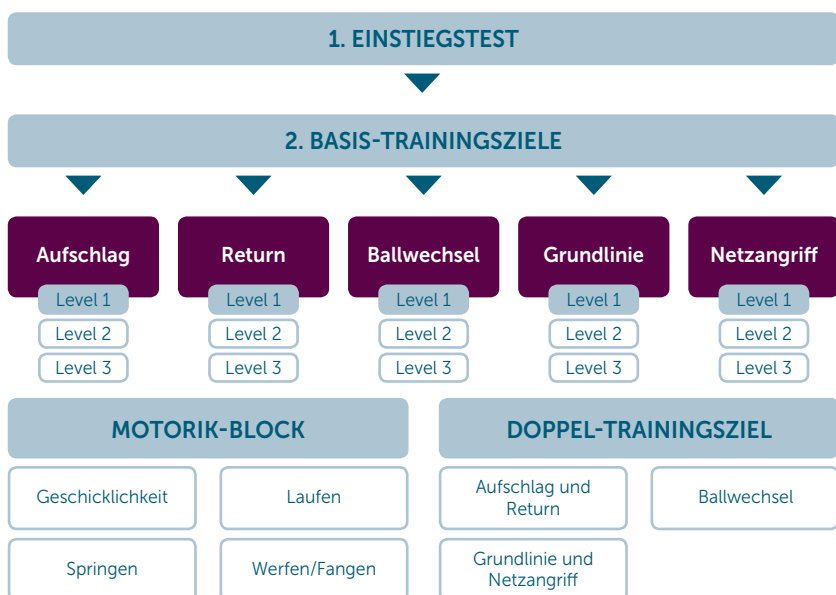 1. EINSTIEGSTEST
2. BASIS-TRAININGSZIELE
Aufschlag
Level 1
Level 2
Level 3
Return
Level 1
Level 2
Level 3
Ballwechsel
Level 1
Level 2
Level 3
Grundlinie
Level 1
Level 2
Level 3
Netzangriff
Level 1
Level 2
Level 3
MOTORIK-BLOCK
Geschicklichkeit
Laufen
Springen
Werfen/Fangen
DOPPEL-TRAININGSZIEL
Aufschlag und
Return
Ballwechsel
Grundlinie und
Netzangriff